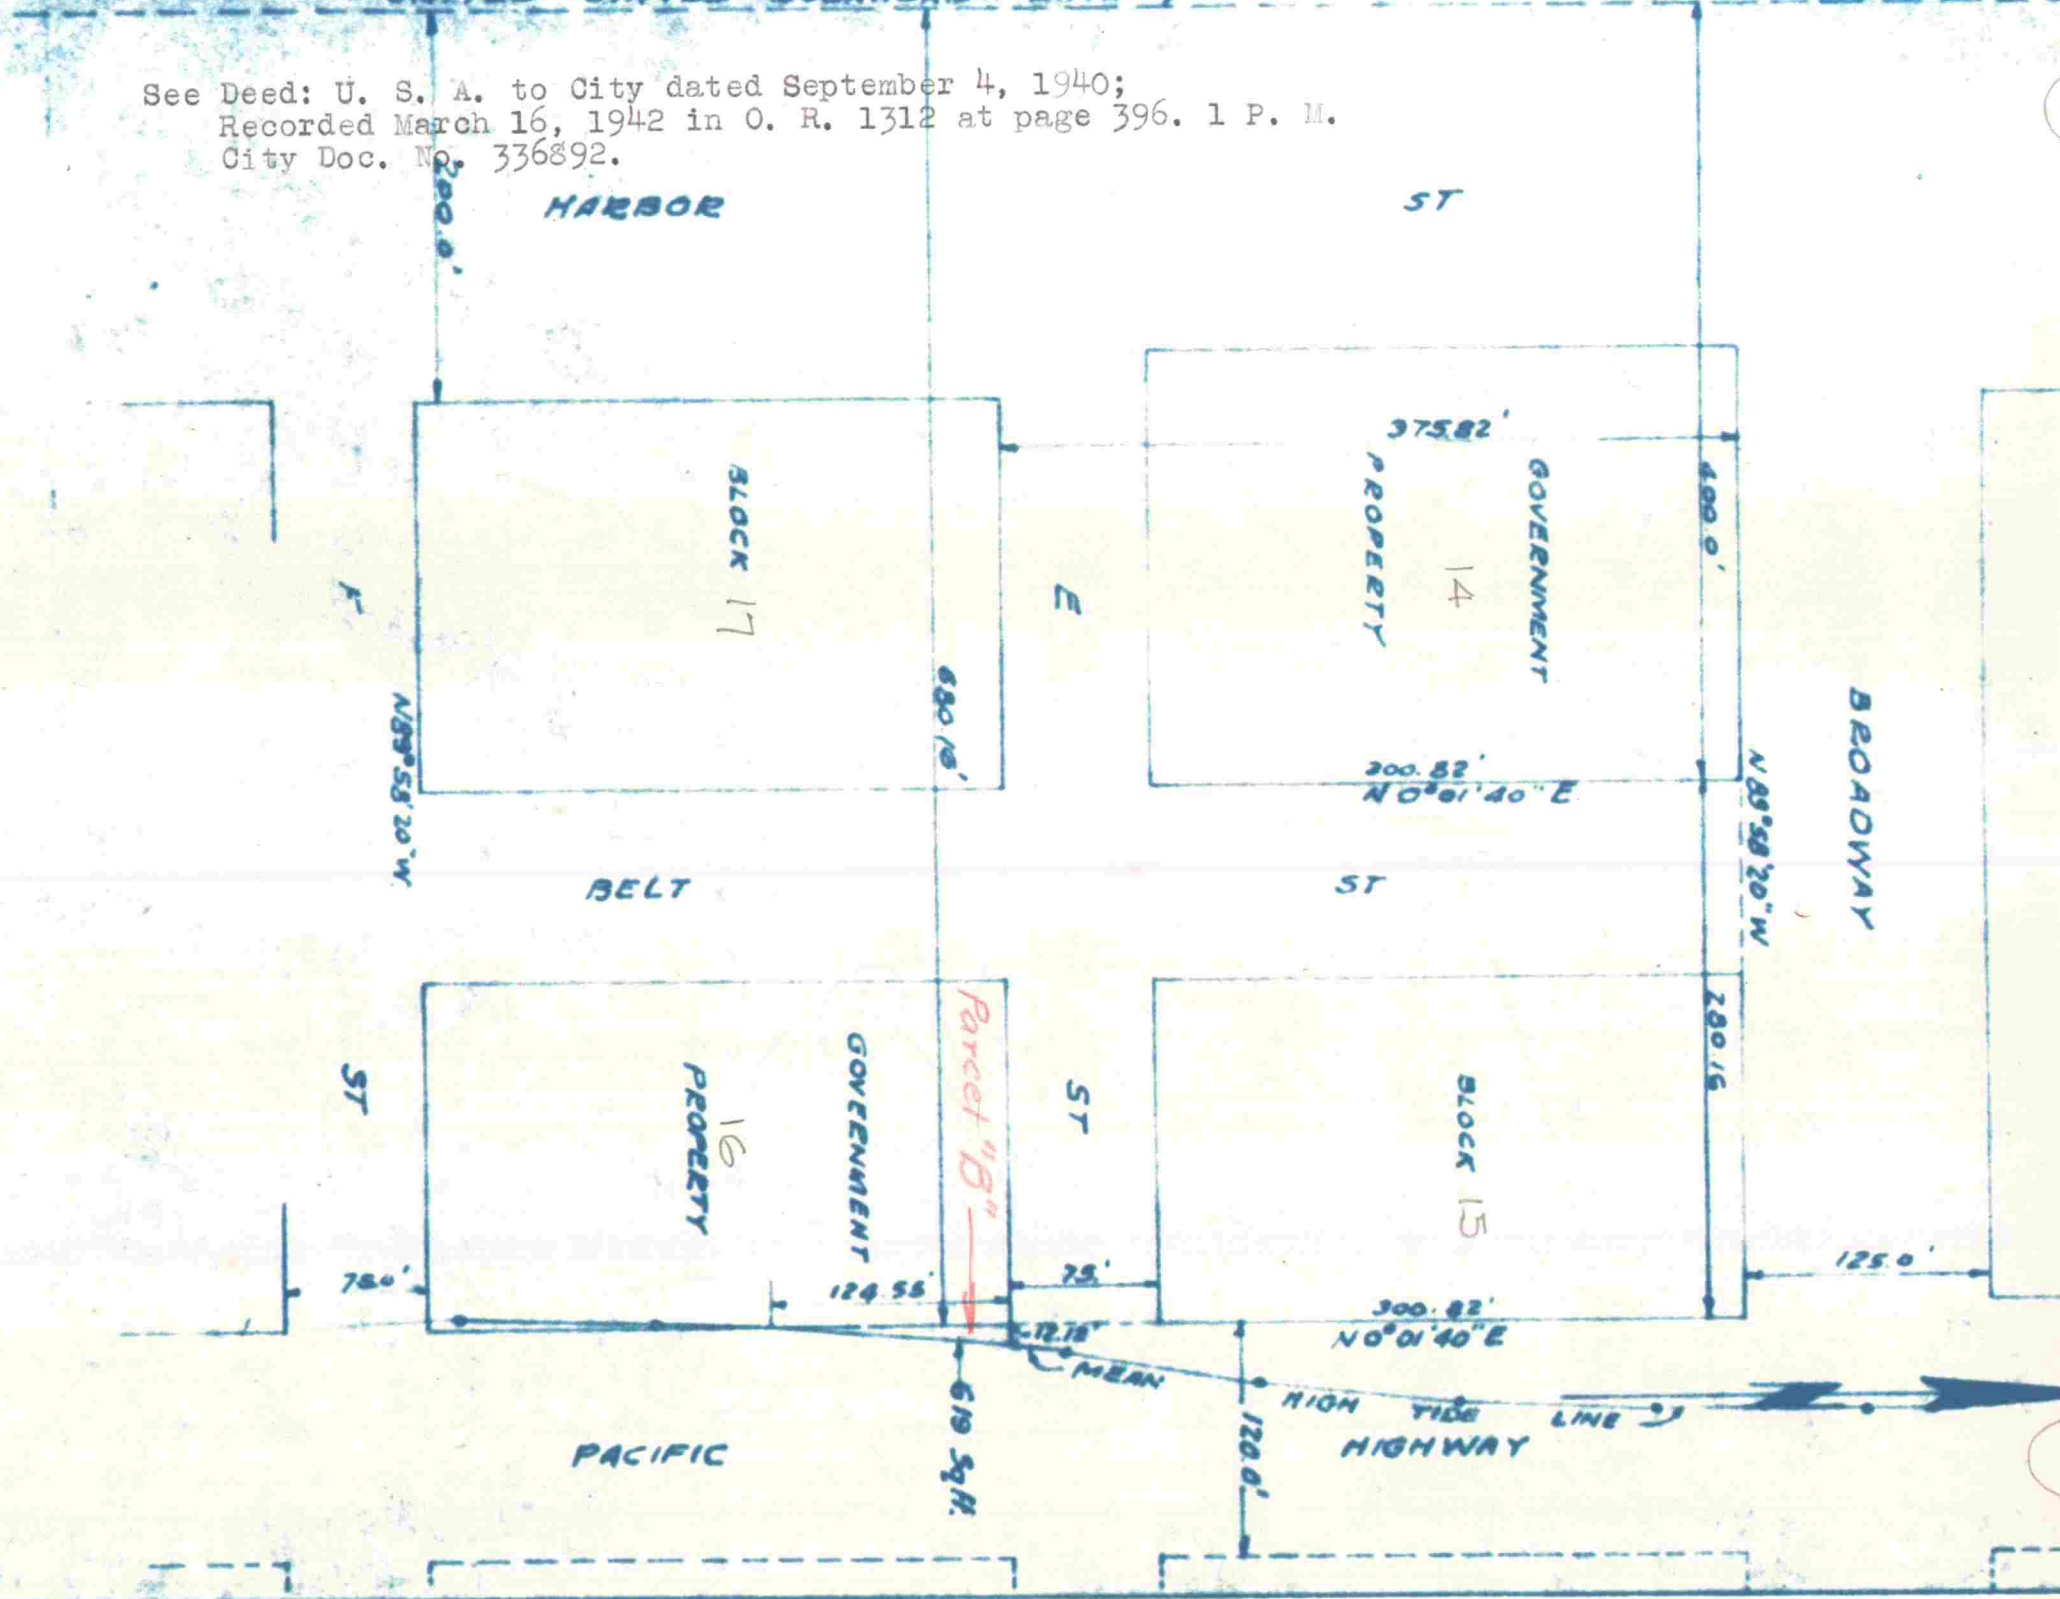 See Deed: U. S. A. to City dated September 4, 1940;
Recorded March 16, 1942 in O. R. 1312 at page 396. 1 P. M.
City Doc. No. 336892.
200.0'
HARBOR
ST
375.82'
400.0'
BLOCK 17
GOVERNMENT
PROPERTY
14
F
E
680.16'
BROADWAY
N89°58'20"W
300.82'
N0°01'40"E
N89°58'20"W
BELT
ST
280.16
Parcel "B"
GOVERNMENT
PROPERTY
16
ST
ST
BLOCK 15
75.0'
124.55'
75.'
125.0'
12.12'
300.82'
N0°01'40"E
MEAN
HIGH
TIDE
LINE
619 Sq.ft.
120.0'
PACIFIC
HIGHWAY